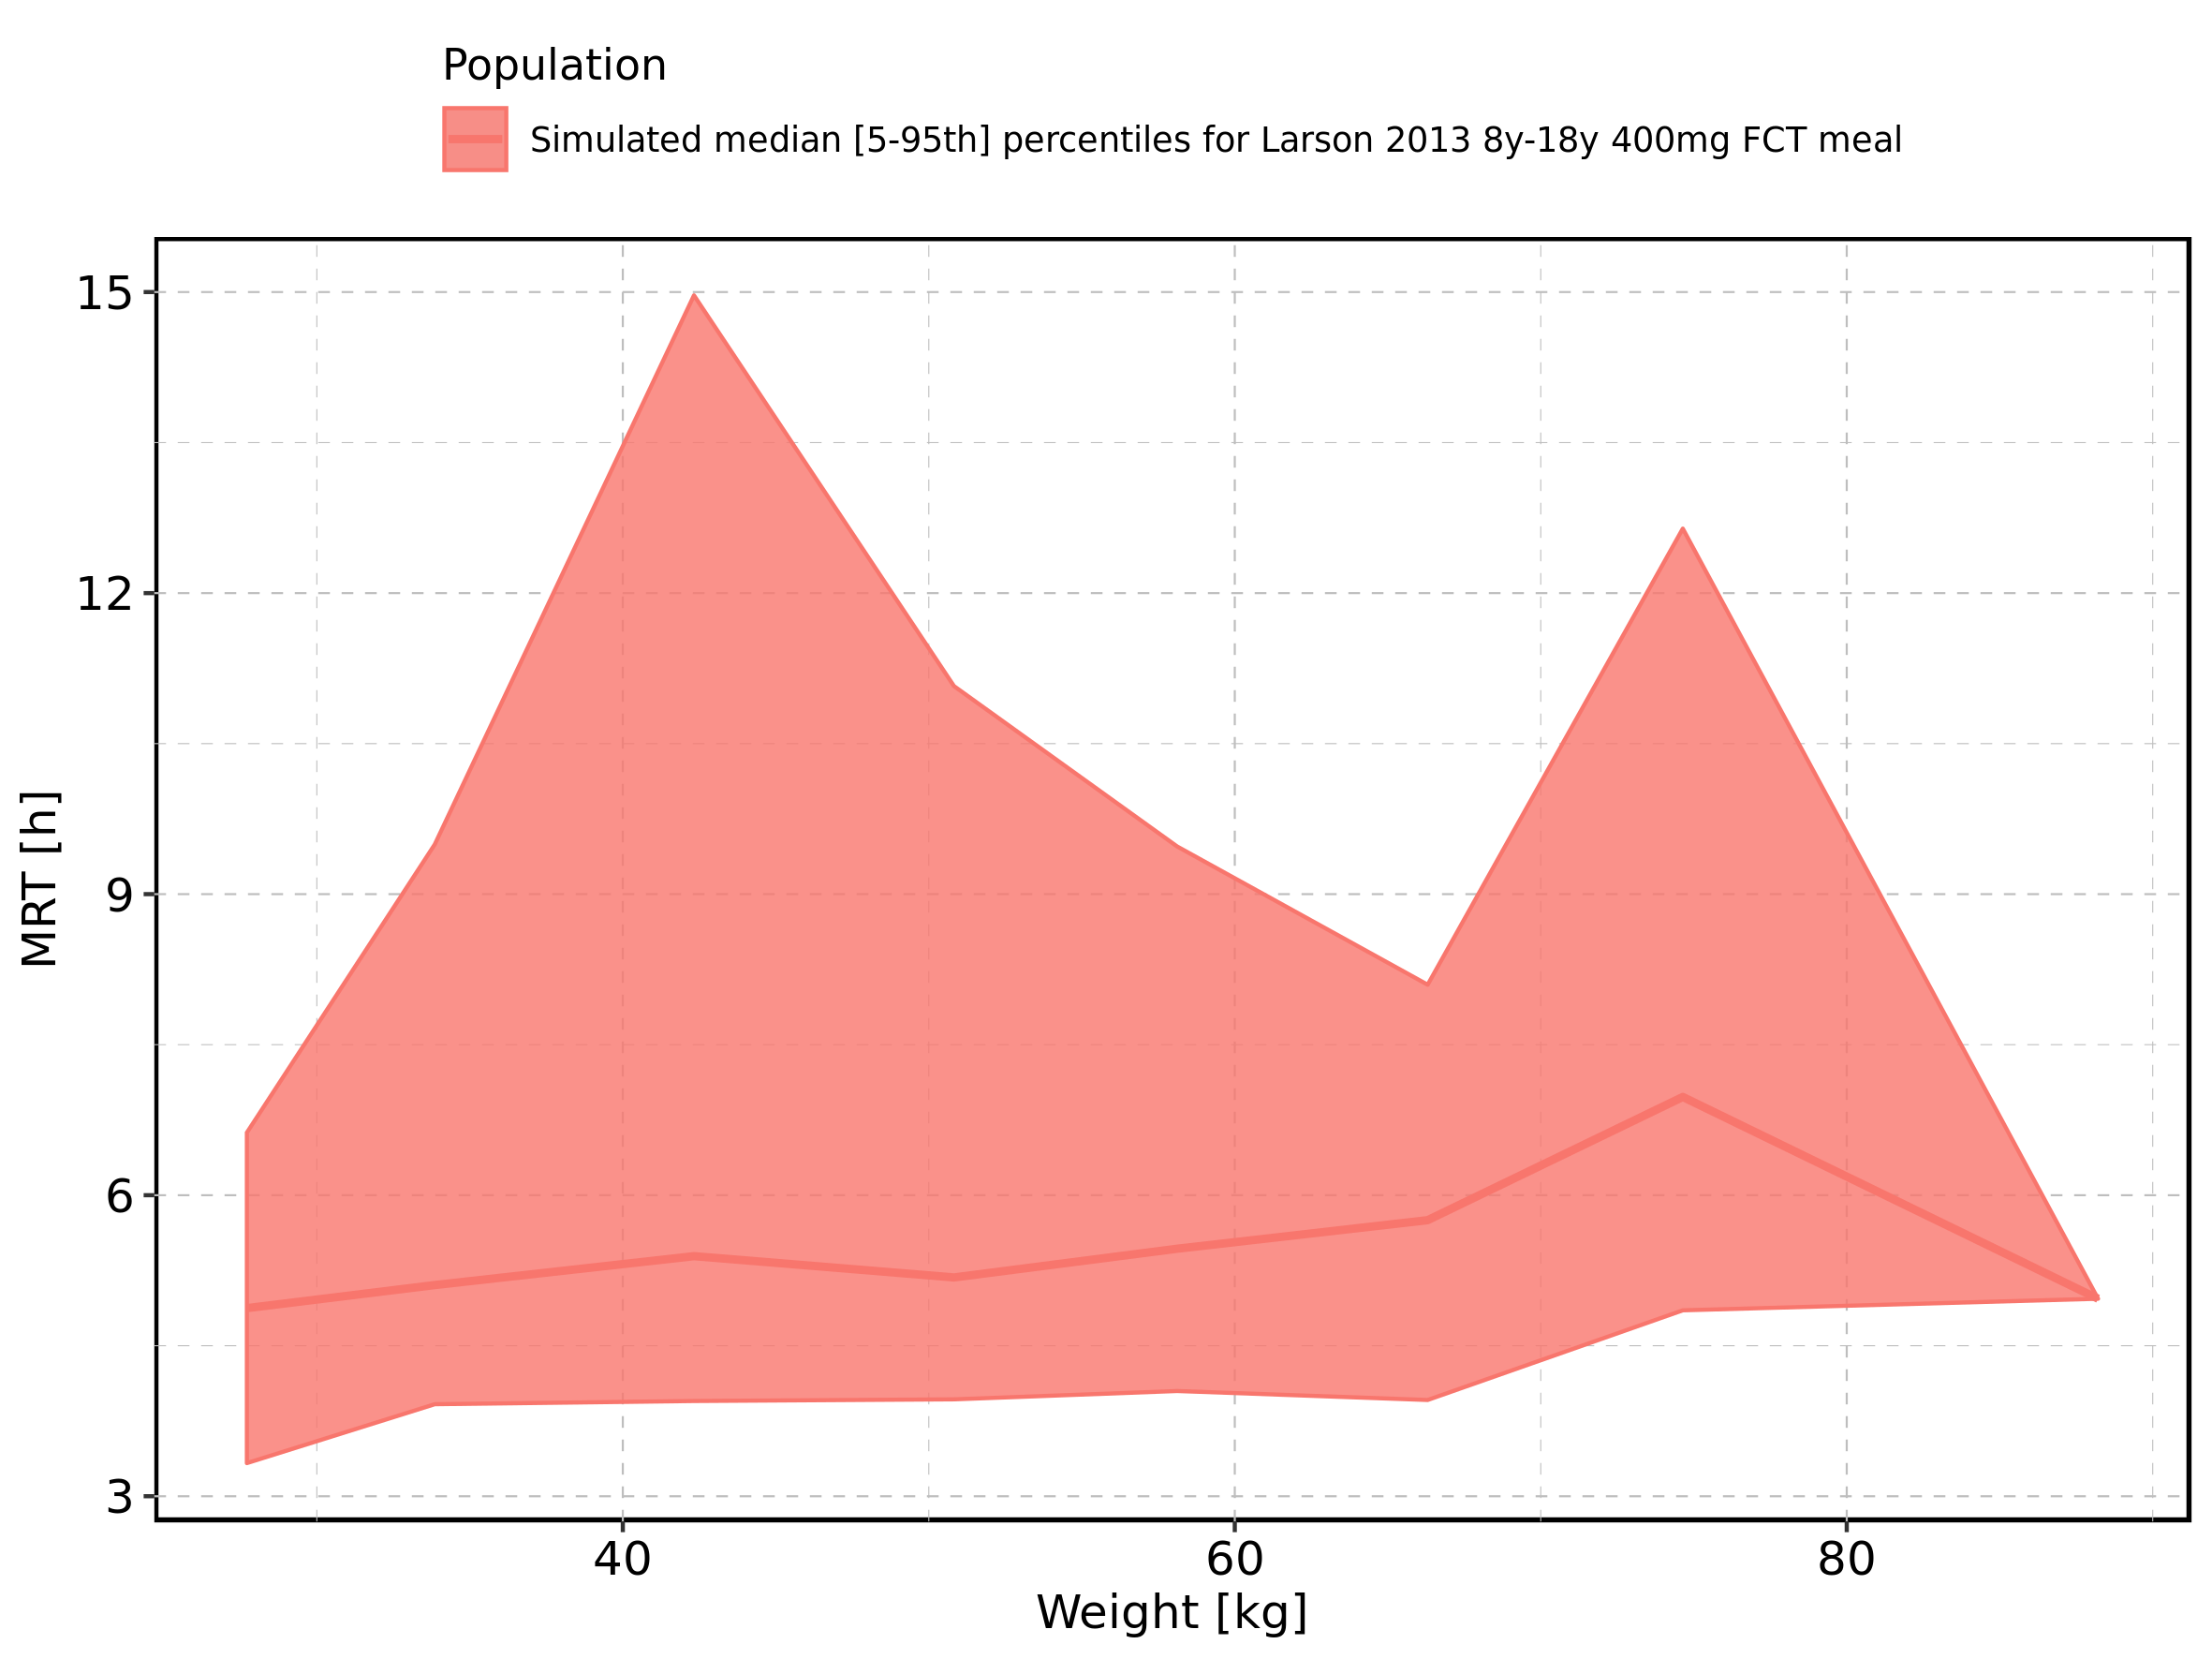 Population
Simulated median [5-95th] percentiles for Larson 2013 8y-18y 400mg FCT meal
15
12
9
6
3
MRT [h]
40 60 80
Weight [kg]